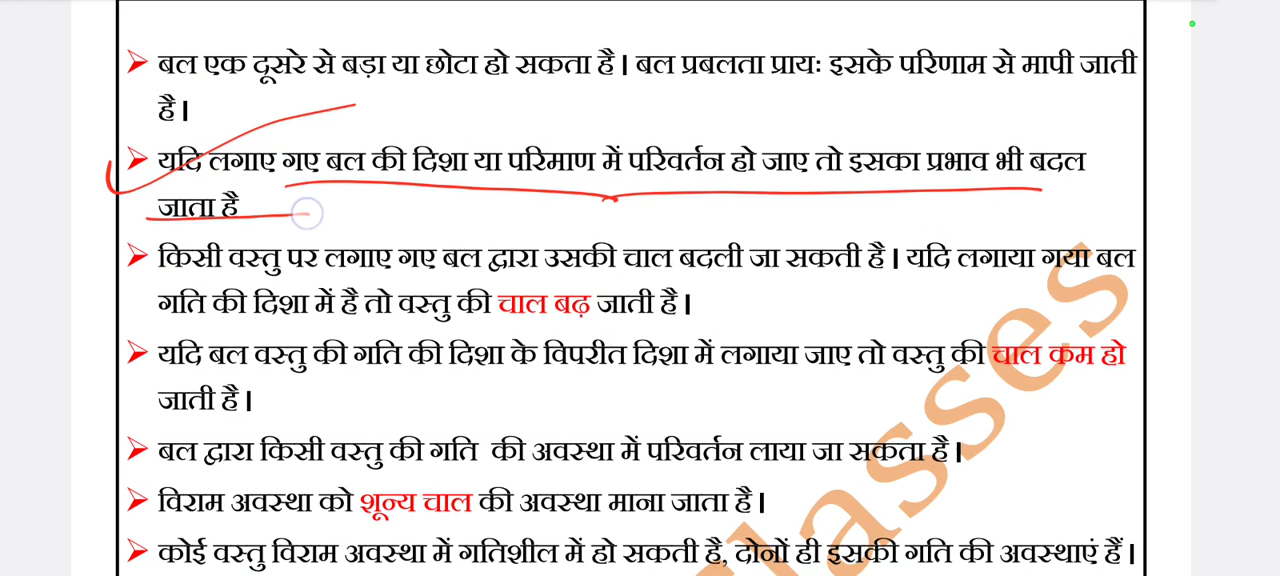 बल एक दूसरे से बड़ा या छोटा हो सकता है। बल प्रबलता प्रायः इसके परिणाम से मापी जाती
है।
यदि लगाए गए बल की दिशा या परिमाण में परिवर्तन हो जाए तो इसका प्रभाव भी बदल
जाता है
किसी वस्तु पर लगाए गए बल द्वारा उसकी चाल बदली जा सकती है। यदि लगाया गया बल
गति की दिशा में है तो वस्तु की चाल बढ़ जाती है।
यदि बल वस्तु की गति की दिशा के विपरीत दिशा में लगाया जाए तो वस्तु की चाल कम हो
जाती है।
बल द्वारा किसी वस्तु की गति की अवस्था में परिवर्तन लाया जा सकता है।
विराम अवस्था को शून्य चाल की अवस्था माना जाता है।
कोई वस्तु विराम अवस्था में गतिशील में हो सकती है, दोनों ही इसकी गति की अवस्थाएं हैं।
lasses